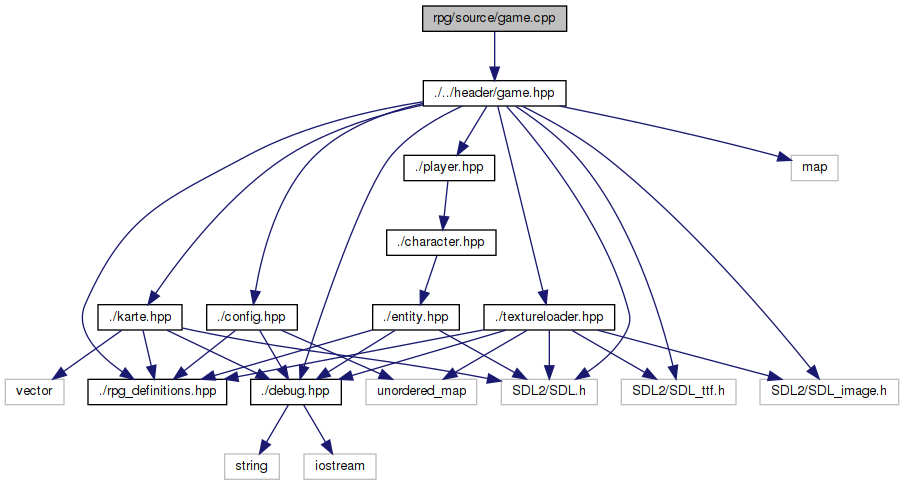 rpg/source/game.cpp
./../header/game.hpp
./player.hpp
map
./character.hpp
./karte.hpp
./config.hpp
./entity.hpp
./textureloader.hpp
vector
./rpg_definitions.hpp
./debug.hpp
unordered_map
SDL2/SDL.h
SDL2/SDL_ttf.h
SDL2/SDL_image.h
string
iostream